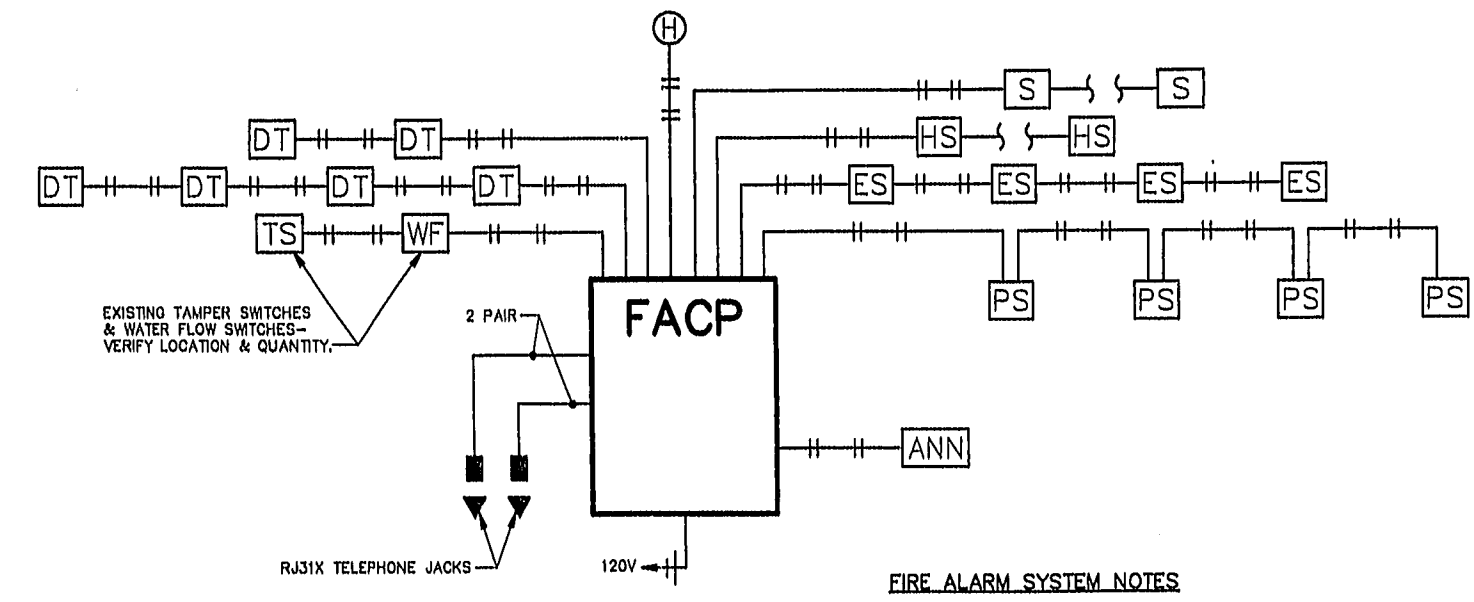 H
S S
DT DT HS HS
DT DT DT DT ES ES ES ES
TS WF
PS PS PS PS
EXISTING TAMPER SWITCHES
& WATER FLOW SWITCHES-
VERIFY LOCATION & QUANTITY.
2 PAIR
FACP
ANN
RJ31X TELEPHONE JACKS
120V
FIRE ALARM SYSTEM NOTES